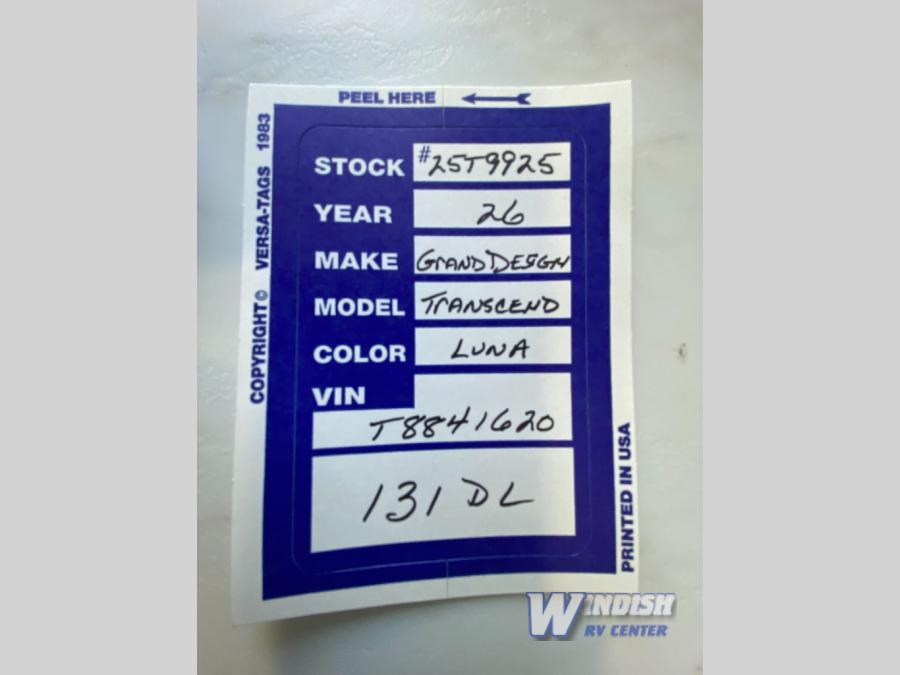 PEEL HERE
COPYRIGHT © VERSA-TAGS 1983
STOCK #25T9925
YEAR 26
MAKE GRAND DESIGN
MODEL TRANSCEND
COLOR LUNA
VIN
T8841620
131 DL
PRINTED IN USA
WINDISH
RV CENTER